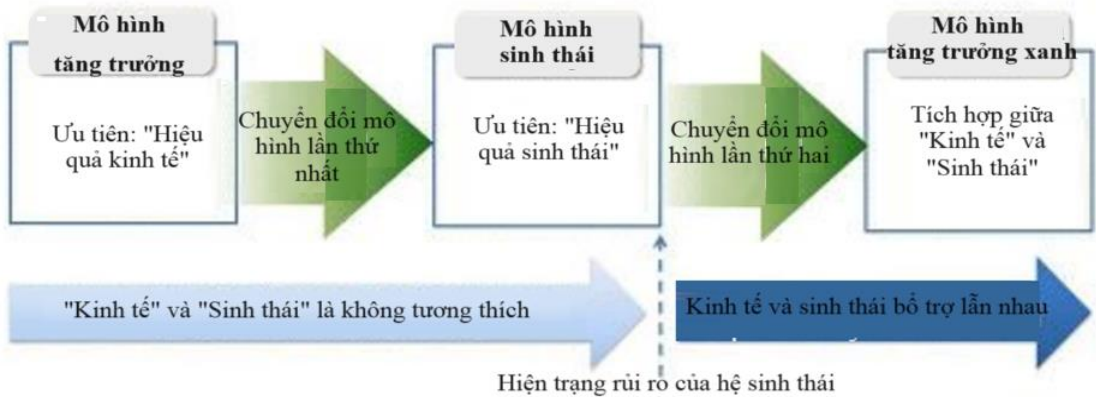 Mô hình
tăng trưởng
Ưu tiên: "Hiệu
quả kinh tế"
Chuyển đổi mô
hình lần thứ
nhất
Mô hình
sinh thái
Ưu tiên: "Hiệu
quả sinh thái"
Chuyển đổi mô
hình lần thứ hai
Mô hình
tăng trưởng xanh
Tích hợp giữa
"Kinh tế" và
"Sinh thái"
"Kinh tế" và "Sinh thái" là không tương thích
Kinh tế và sinh thái bổ trợ lẫn nhau
Hiện trạng rủi ro của hệ sinh thái